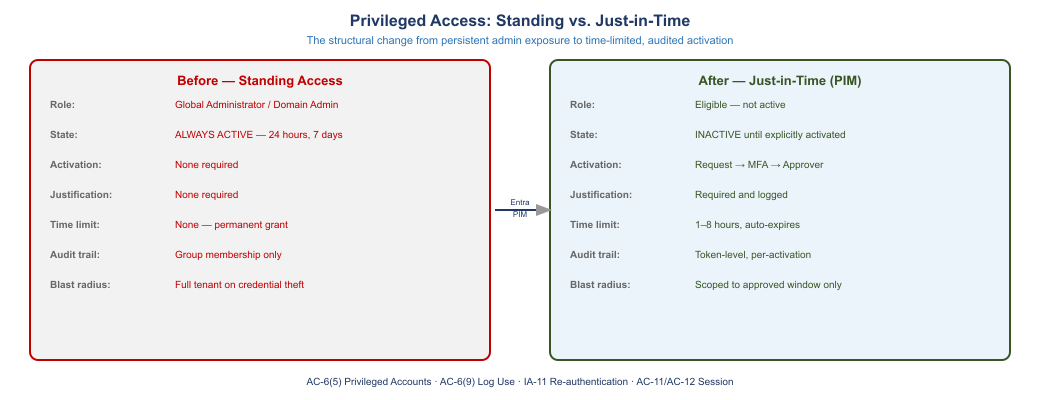 Privileged Access: Standing vs. Just-in-Time
The structural change from persistent admin exposure to time-limited, audited activation
Before — Standing Access
Role: Global Administrator / Domain Admin
State: ALWAYS ACTIVE — 24 hours, 7 days
Activation: None required
Justification: None required
Time limit: None — permanent grant
Audit trail: Group membership only
Blast radius: Full tenant on credential theft
Entra
PIM
After — Just-in-Time (PIM)
Role: Eligible — not active
State: INACTIVE until explicitly activated
Activation: Request → MFA → Approver
Justification: Required and logged
Time limit: 1–8 hours, auto-expires
Audit trail: Token-level, per-activation
Blast radius: Scoped to approved window only
AC-6(5) Privileged Accounts · AC-6(9) Log Use · IA-11 Re-authentication · AC-11/AC-12 Session